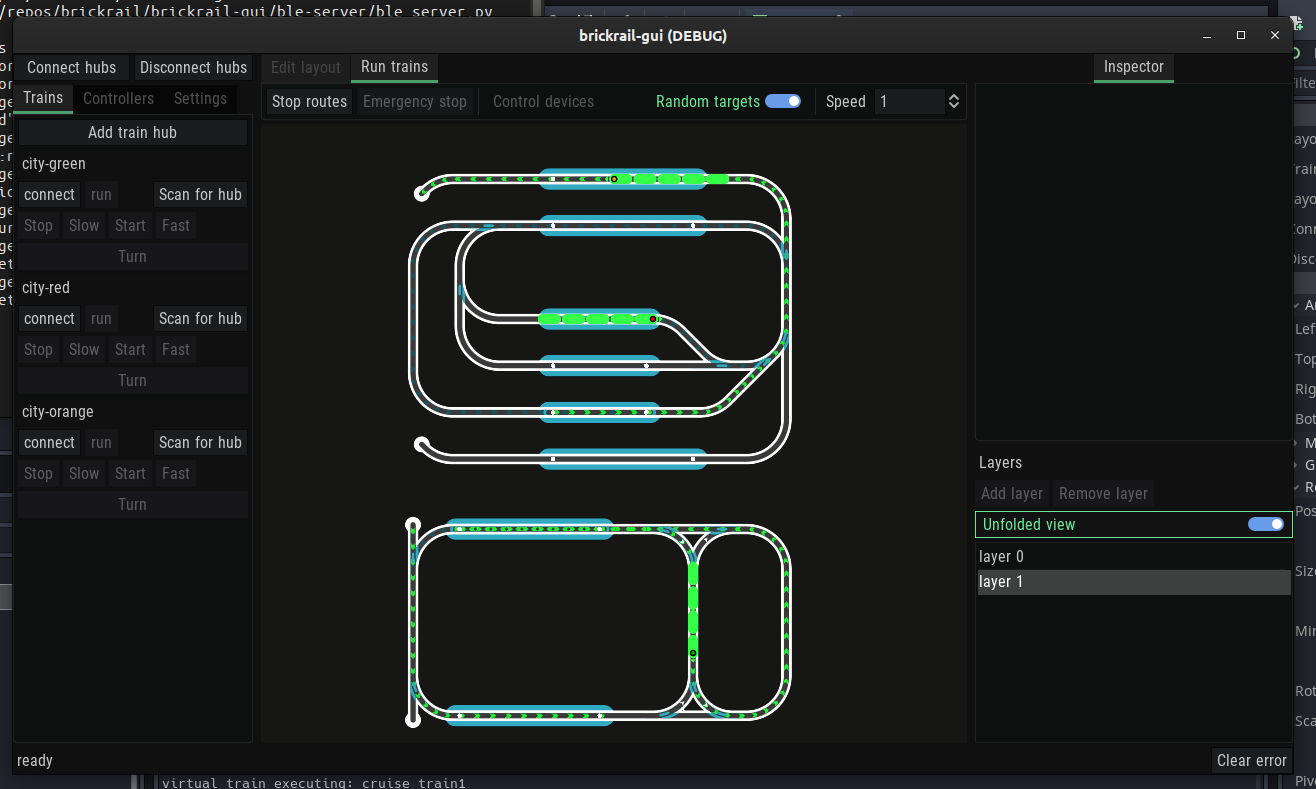 /repos/brickrail/brickrail-gui/ble-server/ble_server.py
brickrail-gui (DEBUG)
Connect hubs Disconnect hubs Edit layout Run trains Inspector
Trains Controllers Settings Stop routes Emergency stop Control devices Random targets Speed 1
Add train hub
city-green
connect run Scan for hub
Stop Slow Start Fast
Turn
city-red
connect run Scan for hub
Stop Slow Start Fast
Turn
city-orange
connect run Scan for hub
Stop Slow Start Fast
Turn
Layers
Add layer Remove layer
Unfolded view
layer 0
layer 1
ready Clear error
virtual train executing: cruise train1